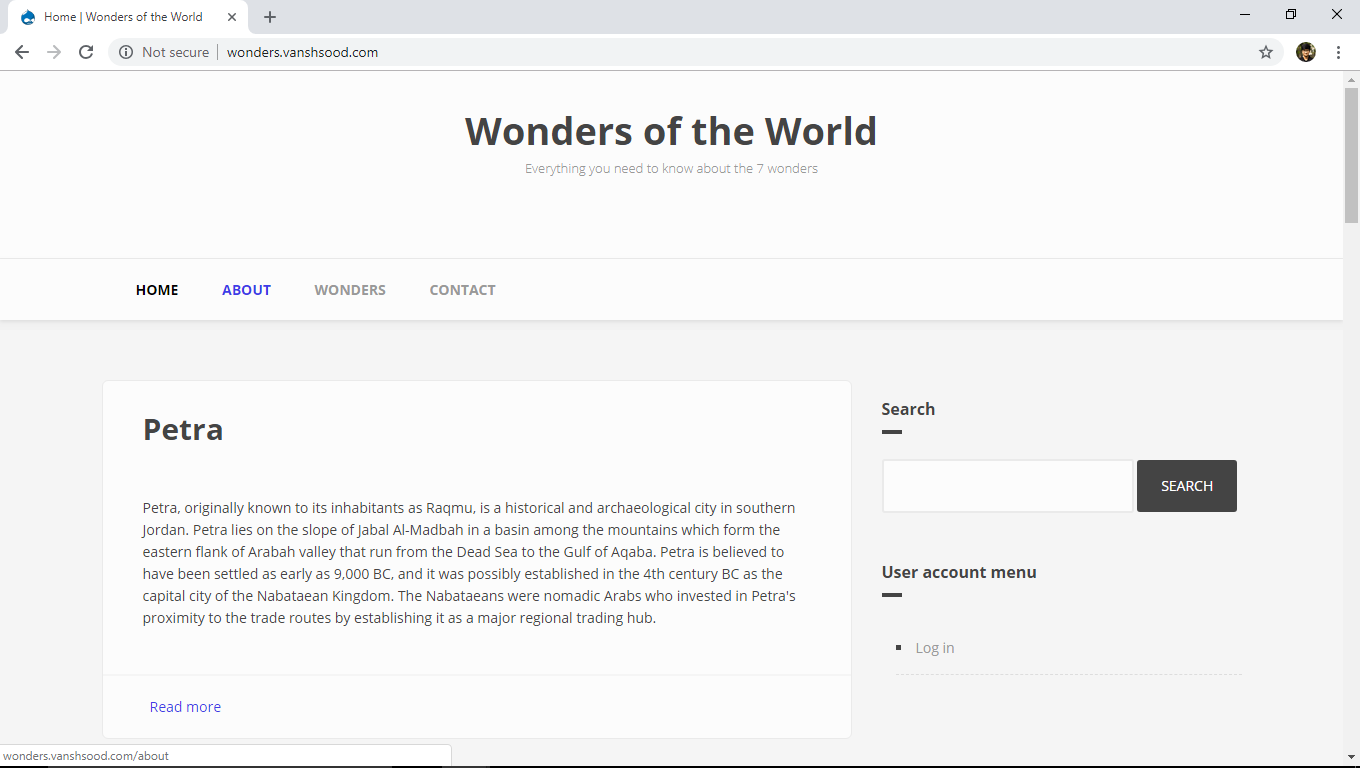 Home | Wonders of the World
Not secure | wonders.vanshsood.com
Wonders of the World
Everything you need to know about the 7 wonders
HOME ABOUT WONDERS CONTACT
Petra
Petra, originally known to its inhabitants as Raqmu, is a historical and archaeological city in southern
Jordan. Petra lies on the slope of Jabal Al-Madbah in a basin among the mountains which form the
eastern flank of Arabah valley that run from the Dead Sea to the Gulf of Aqaba. Petra is believed to
have been settled as early as 9,000 BC, and it was possibly established in the 4th century BC as the
capital city of the Nabataean Kingdom. The Nabataeans were nomadic Arabs who invested in Petra's
proximity to the trade routes by establishing it as a major regional trading hub.
Read more
Search
SEARCH
User account menu
Log in
wonders.vanshsood.com/about